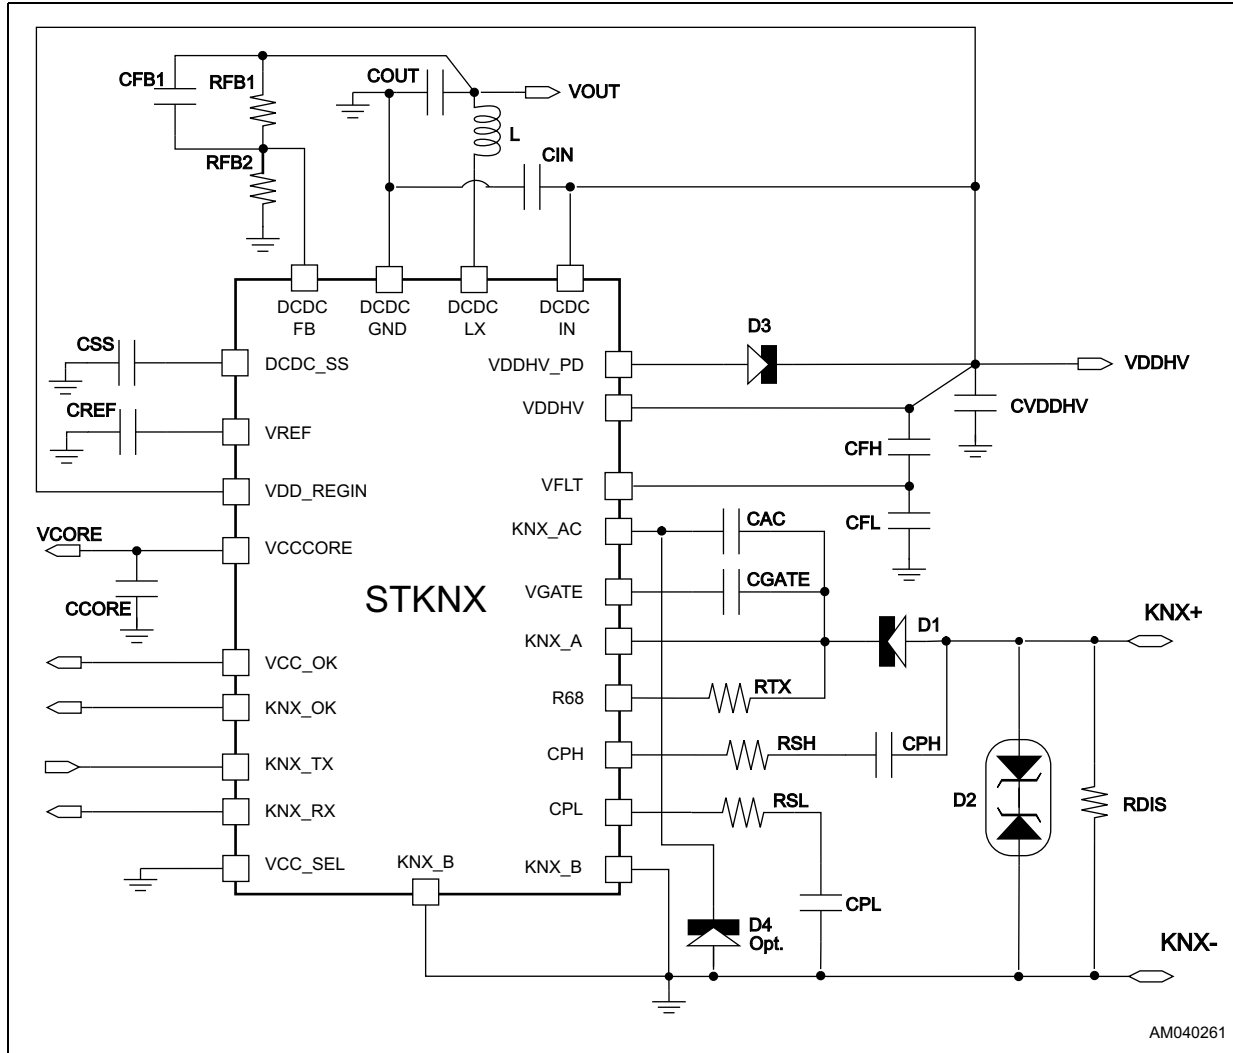 CFB1
RFB1
COUT
VOUT
L
RFB2
CIN
DCDC
FB
DCDC
GND
DCDC
LX
DCDC
IN
D3
CSS
DCDC_SS
VDDHV_PD
VDDHV
CREF
VREF
VDDHV
CVDDHV
CFH
VDD_REGIN
VFLT
CFL
VCORE
VCCCORE
KNX_AC
CAC
CCORE
STKNX
VGATE
CGATE
KNX_A
D1
KNX+
VCC_OK
R68
RTX
KNX_OK
CPH
RSH
CPH
KNX_TX
D2
RDIS
KNX_RX
CPL
RSL
VCC_SEL
KNX_B
KNX_B
CPL
D4
Opt.
KNX-
AM040261